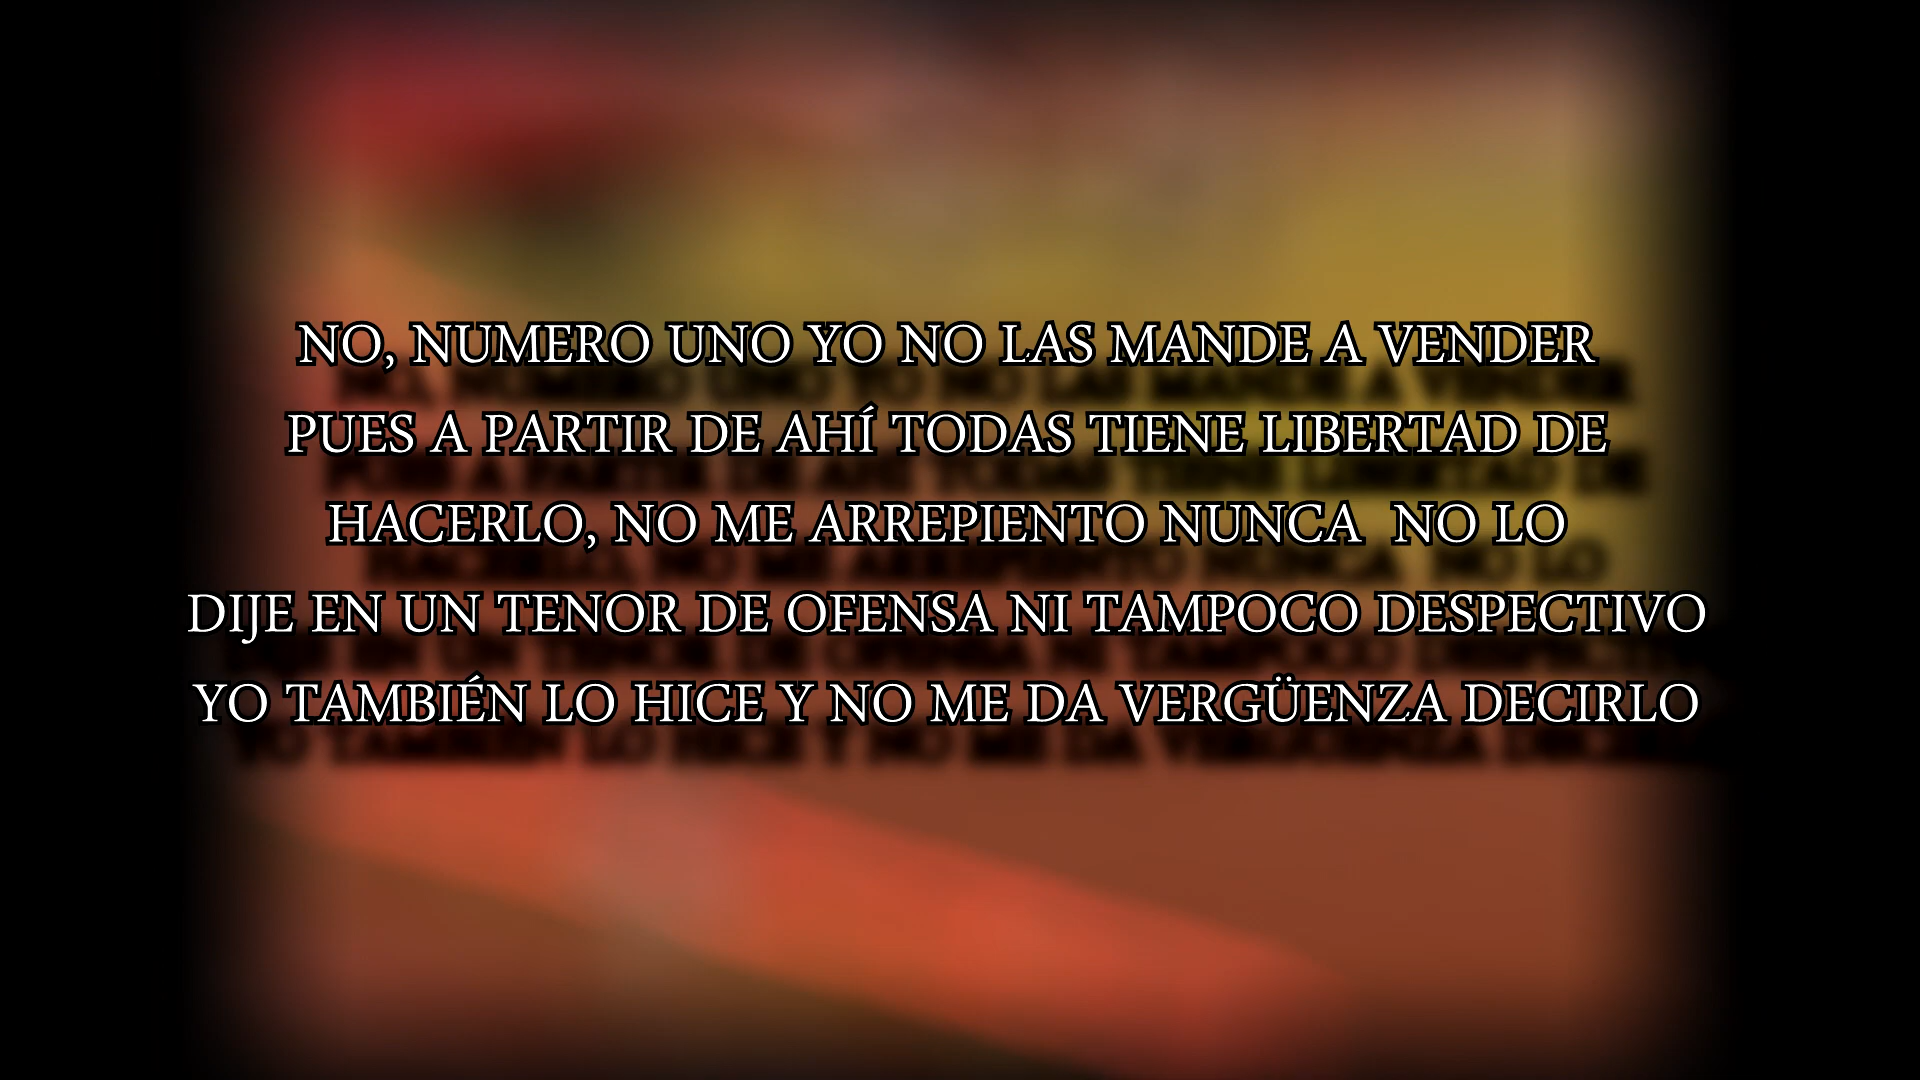 NO, NUMERO UNO YO NO LAS MANDE A VENDER
PUES A PARTIR DE AHÍ TODAS TIENE LIBERTAD DE
HACERLO, NO ME ARREPIENTO NUNCA  NO LO
DIJE EN UN TENOR DE OFENSA NI TAMPOCO DESPECTIVO
YO TAMBIÉN LO HICE Y NO ME DA VERGÜENZA DECIRLO